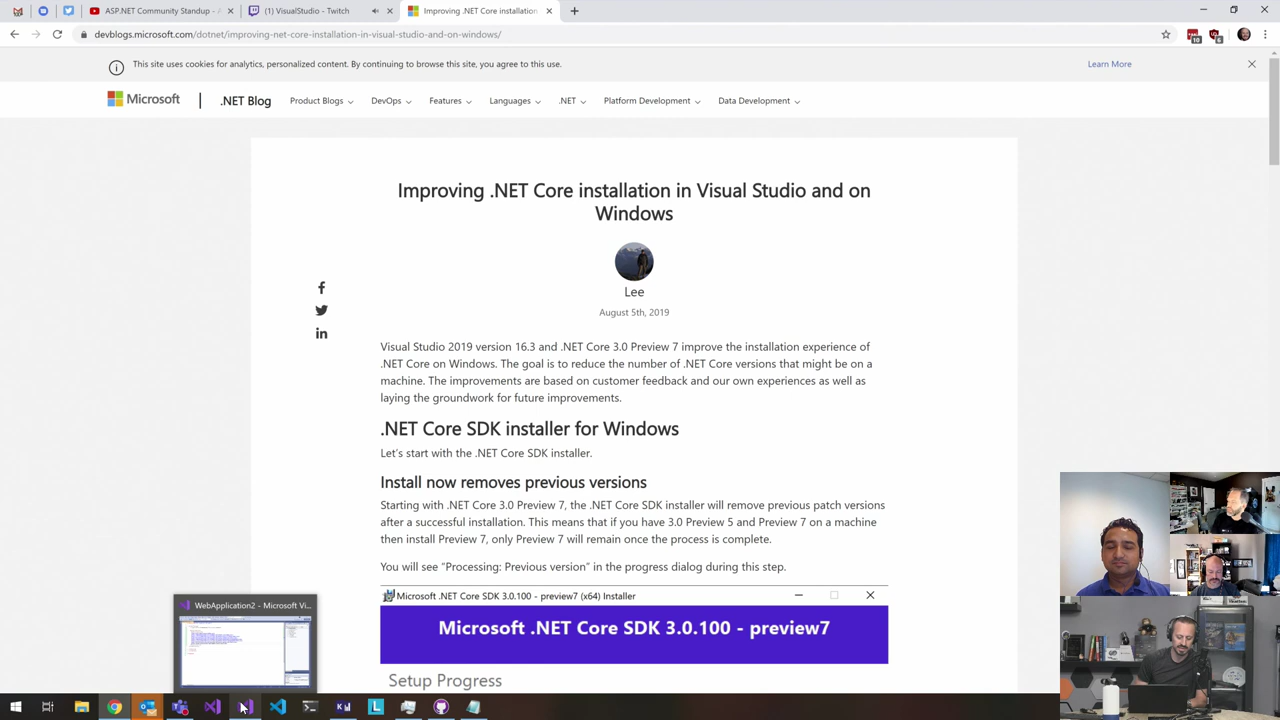 ASP.NET Community Standup - A
VisualStudio - Twitch
Improving .NET Core installation
devblogs.microsoft.com/dotnet/improving-net-core-installation-in-visual-studio-and-on-windows/
10
6
This site uses cookies for analytics, personalized content. By continuing to browse this site, you agree to this use.
Learn More
Microsoft
.NET Blog
Product Blogs
DevOps
Features
Languages
.NET
Platform Development
Data Development
Improving .NET Core installation in Visual Studio and on
Windows
Lee
August 5th, 2019
Visual Studio 2019 version 16.3 and .NET Core 3.0 Preview 7 improve the installation experience of
.NET Core on Windows. The goal is to reduce the number of .NET Core versions that might be on a
machine. The improvements are based on customer feedback and our own experiences as well as
laying the groundwork for future improvements.
.NET Core SDK installer for Windows
Let's start with the .NET Core SDK installer.
Install now removes previous versions
Starting with .NET Core 3.0 Preview 7, the .NET Core SDK installer will remove previous patch versions
after a successful installation. This means that if you have 3.0 Preview 5 and Preview 7 on a machine
then install Preview 7, only Preview 7 will remain once the process is complete.
You will see "Processing: Previous version" in the progress dialog during this step.
Microsoft .NET Core SDK 3.0.100 - preview7 (x64) Installer
Microsoft .NET Core SDK 3.0.100 - preview7
Setup Progress
WebApplication2 - Microsoft Vi...